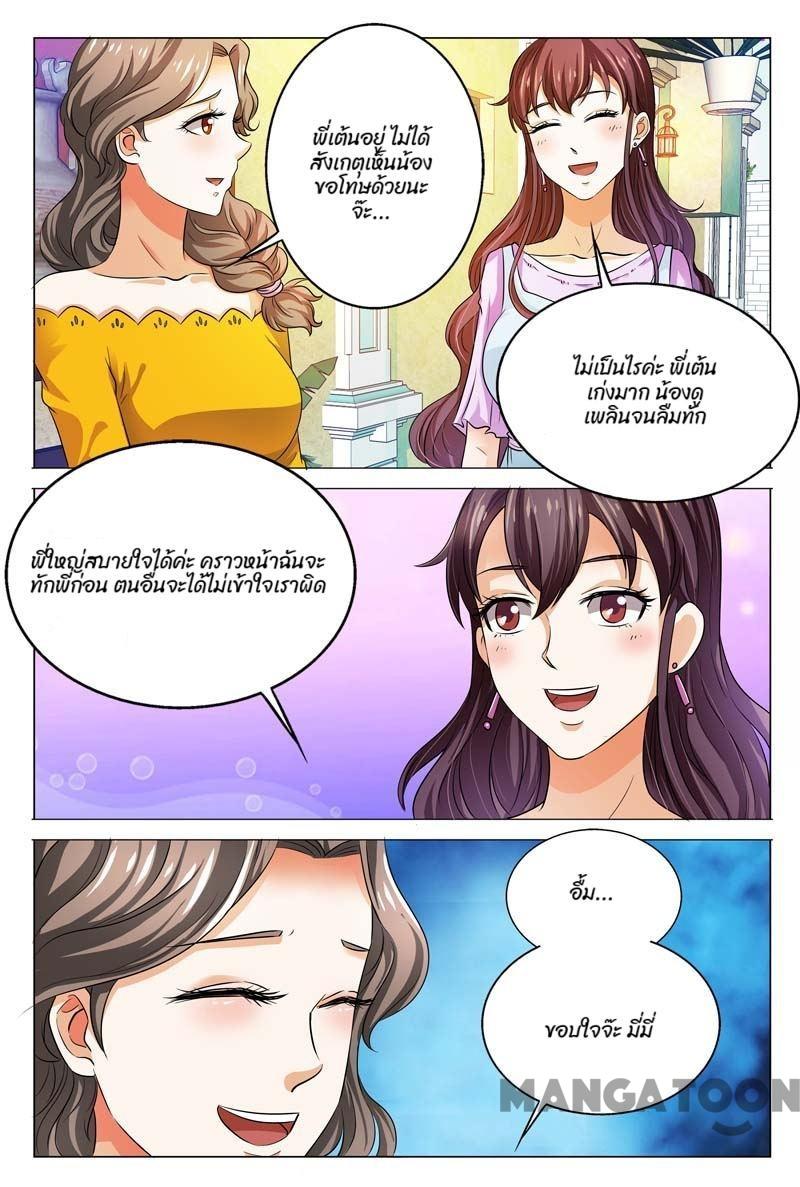 พี่เต้นอยู่ ไม่ได้
สังเกตุเห็นน้อง
ขอโทษด้วยนะ
จ๊ะ...
ไม่เป็นไรค่ะ พี่เต้น
เก่งมาก น้องดู
เพลินจนลืมทัก
พี่ใหญ่สบายใจได้ค่ะ คราวหน้าฉันจะ
ทักพี่ก่อน ตนอื่นจะได้ไม่เข้าใจเราผิด
อื้ม...
ขอบใจจ๊ะ มี่มี่
MANGATOON